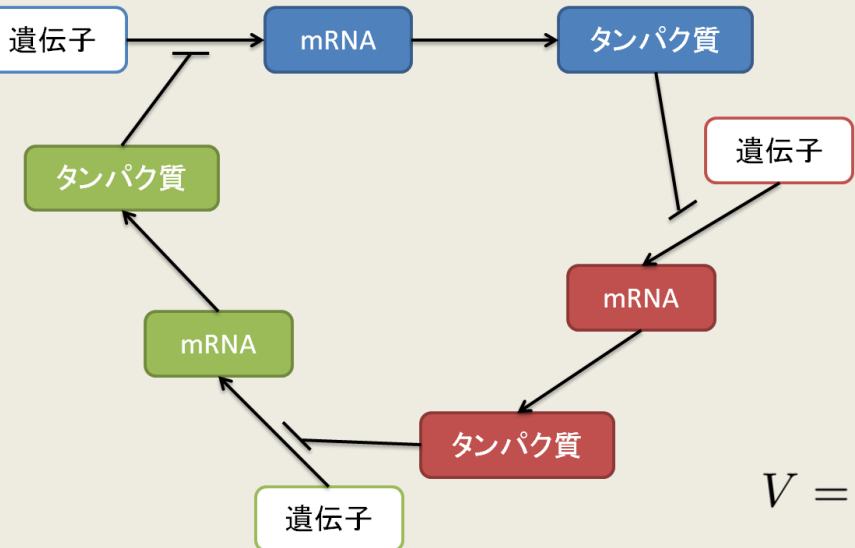 遺伝子
mRNA
タンパク質
遺伝子
タンパク質
mRNA
mRNA
タンパク質
遺伝子
V =